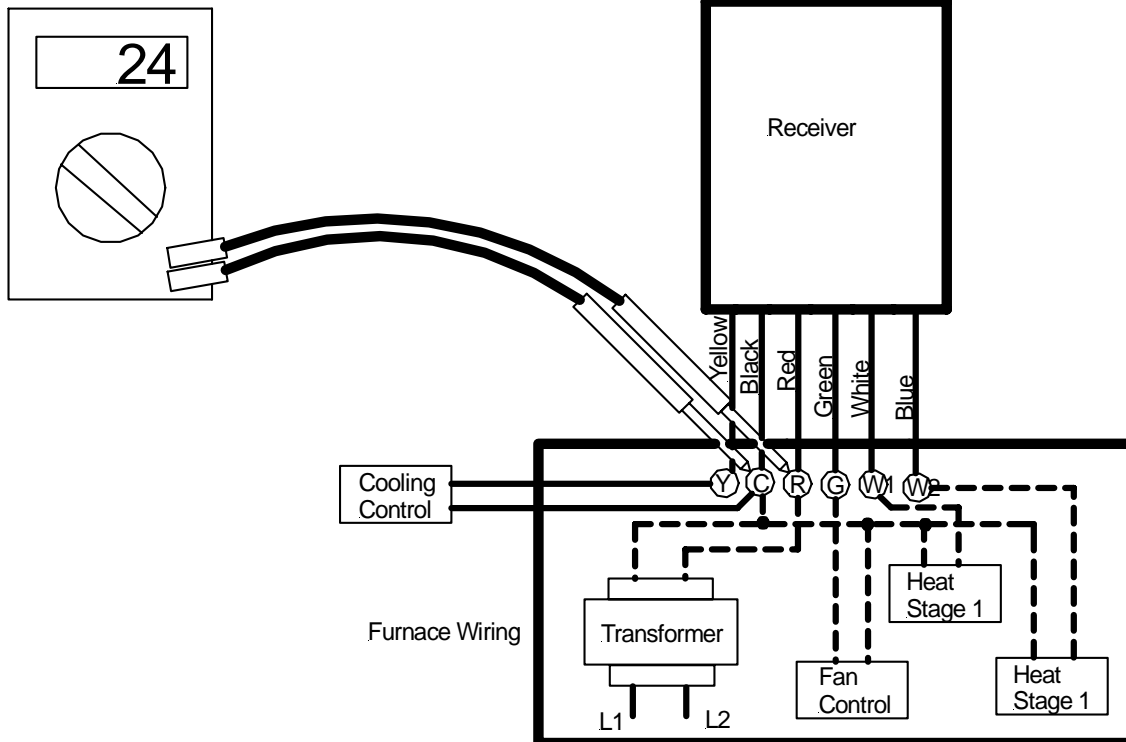 24
Receiver
Yellow
Black
Red
Green
White
Blue
Y
C
R
G
W1
W2
Cooling
Control
Heat
Stage 1
Furnace Wiring
Transformer
Fan
Control
Heat
Stage 1
L1
L2